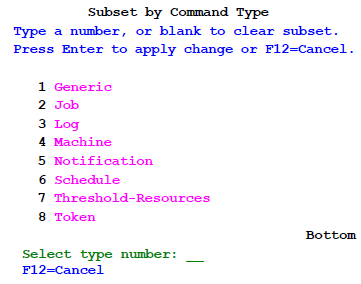 Subset by Command Type
Type a number, or blank to clear subset.
Press Enter to apply change or F12=Cancel.
1 Generic
2 Job
3 Log
4 Machine
5 Notification
6 Schedule
7 Threshold-Resources
8 Token
Bottom
Select type number: __
F12=Cancel